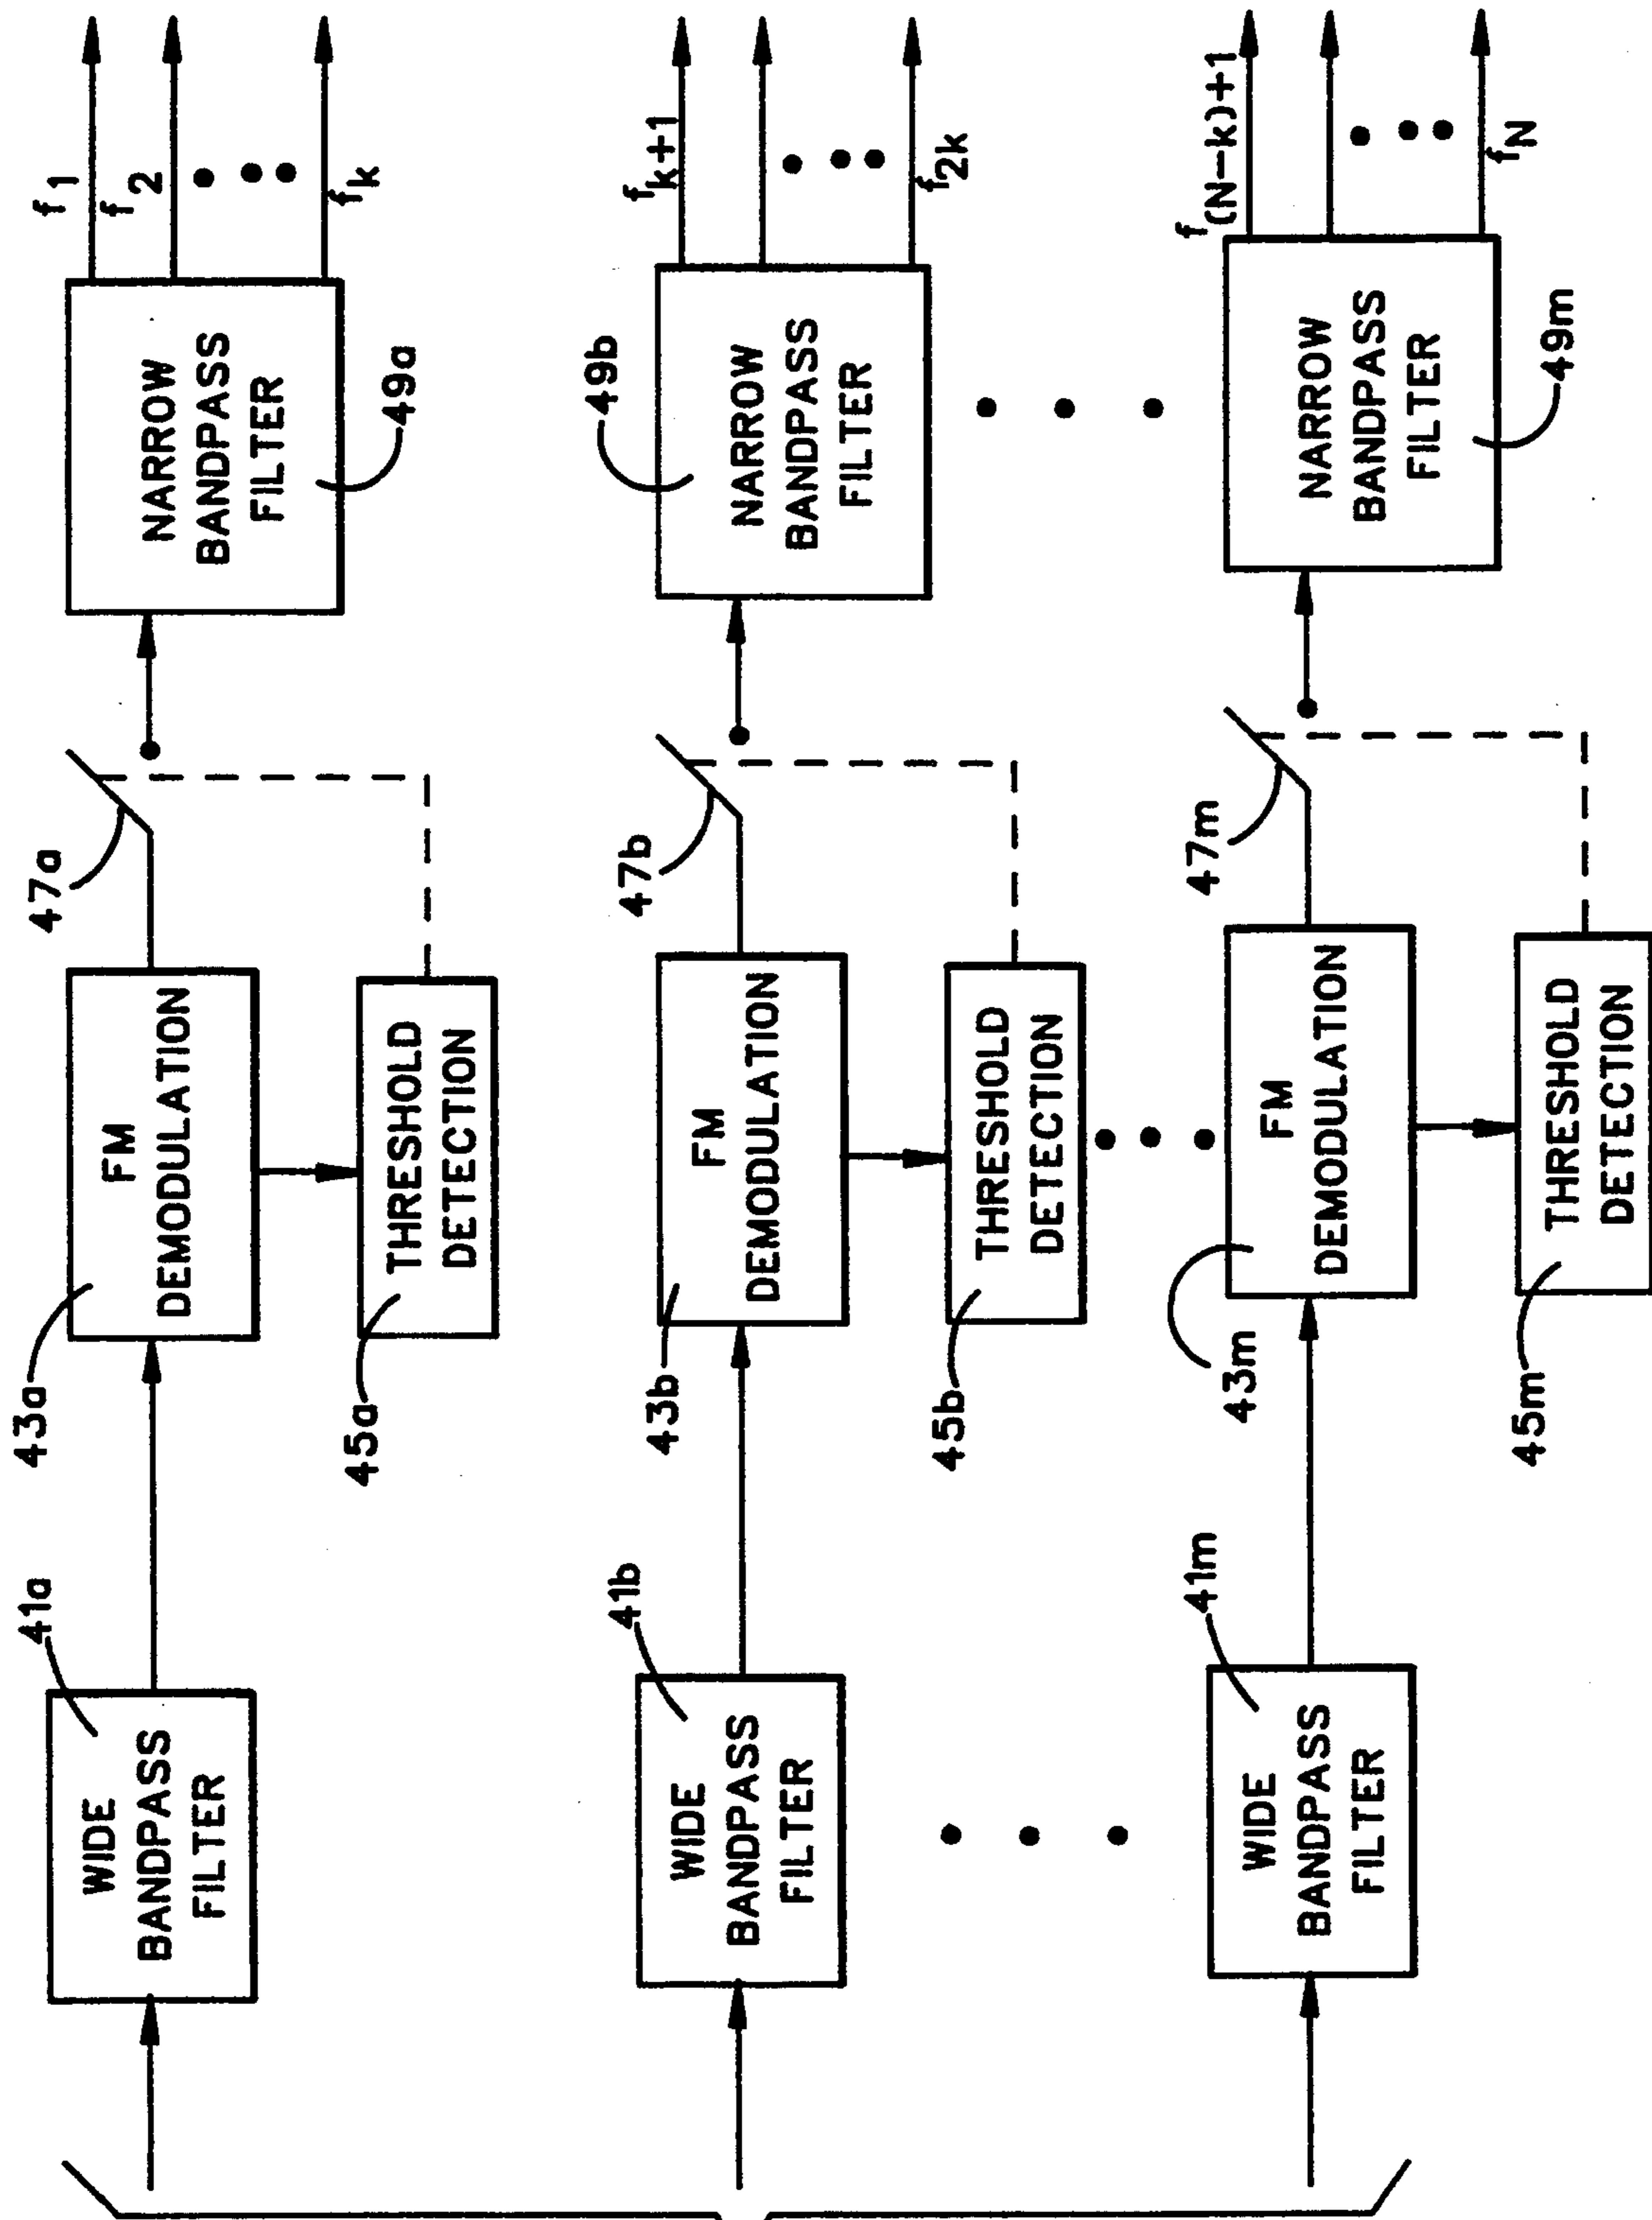 41a
WIDE
BANDPASS
FILTER
43a
FM
DEMODULATION
45a
THRESHOLD
DETECTION
47a
NARROW
BANDPASS
FILTER
49a
f1
f2
fk
41b
WIDE
BANDPASS
FILTER
43b
FM
DEMODULATION
45b
THRESHOLD
DETECTION
47b
49b
NARROW
BANDPASS
FILTER
fk+1
f2k
41m
WIDE
BANDPASS
FILTER
43m
FM
DEMODULATION
45m
THRESHOLD
DETECTION
47m
NARROW
BANDPASS
FILTER
49m
f(N-k)+1
fN